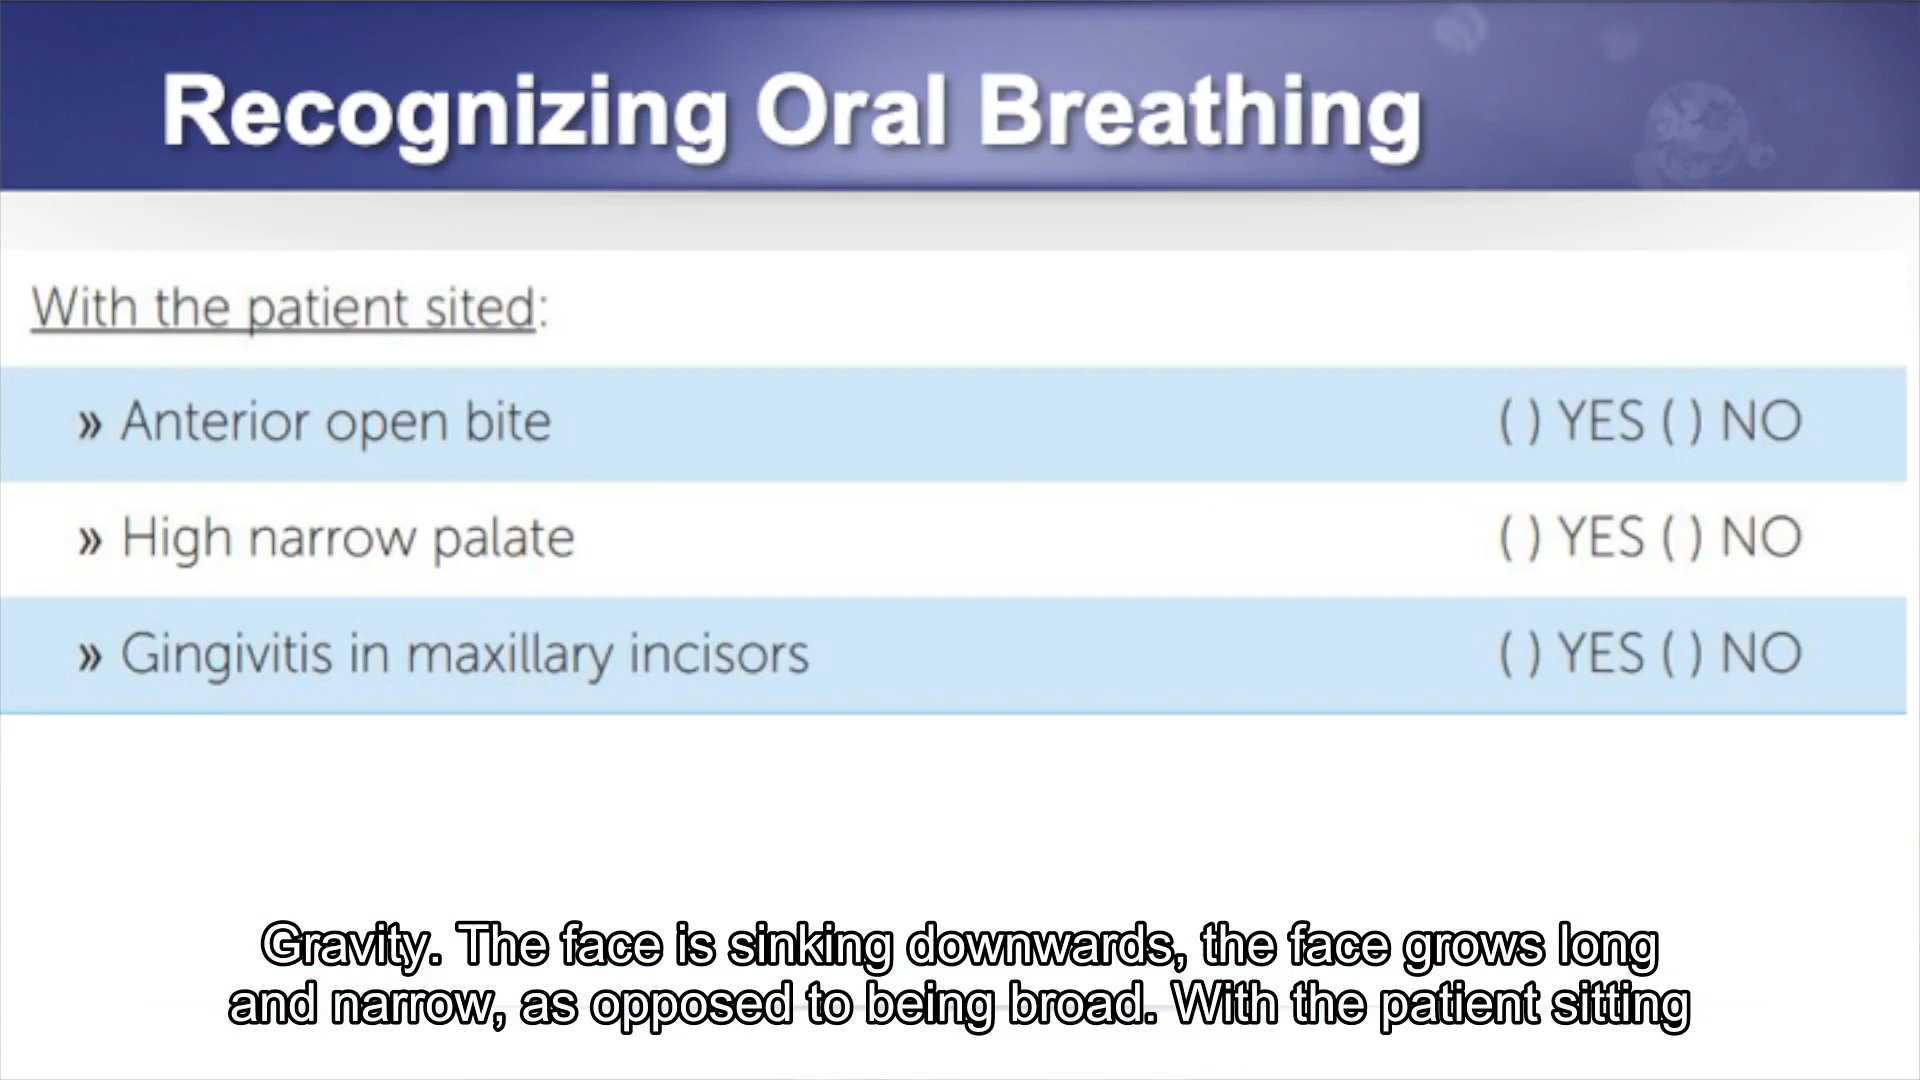 Recognizing Oral Breathing
With the patient sited:
» Anterior open bite ( ) YES ( ) NO
» High narrow palate ( ) YES ( ) NO
» Gingivitis in maxillary incisors ( ) YES ( ) NO
Gravity. The face is sinking downwards, the face grows long
and narrow, as opposed to being broad. With the patient sitting